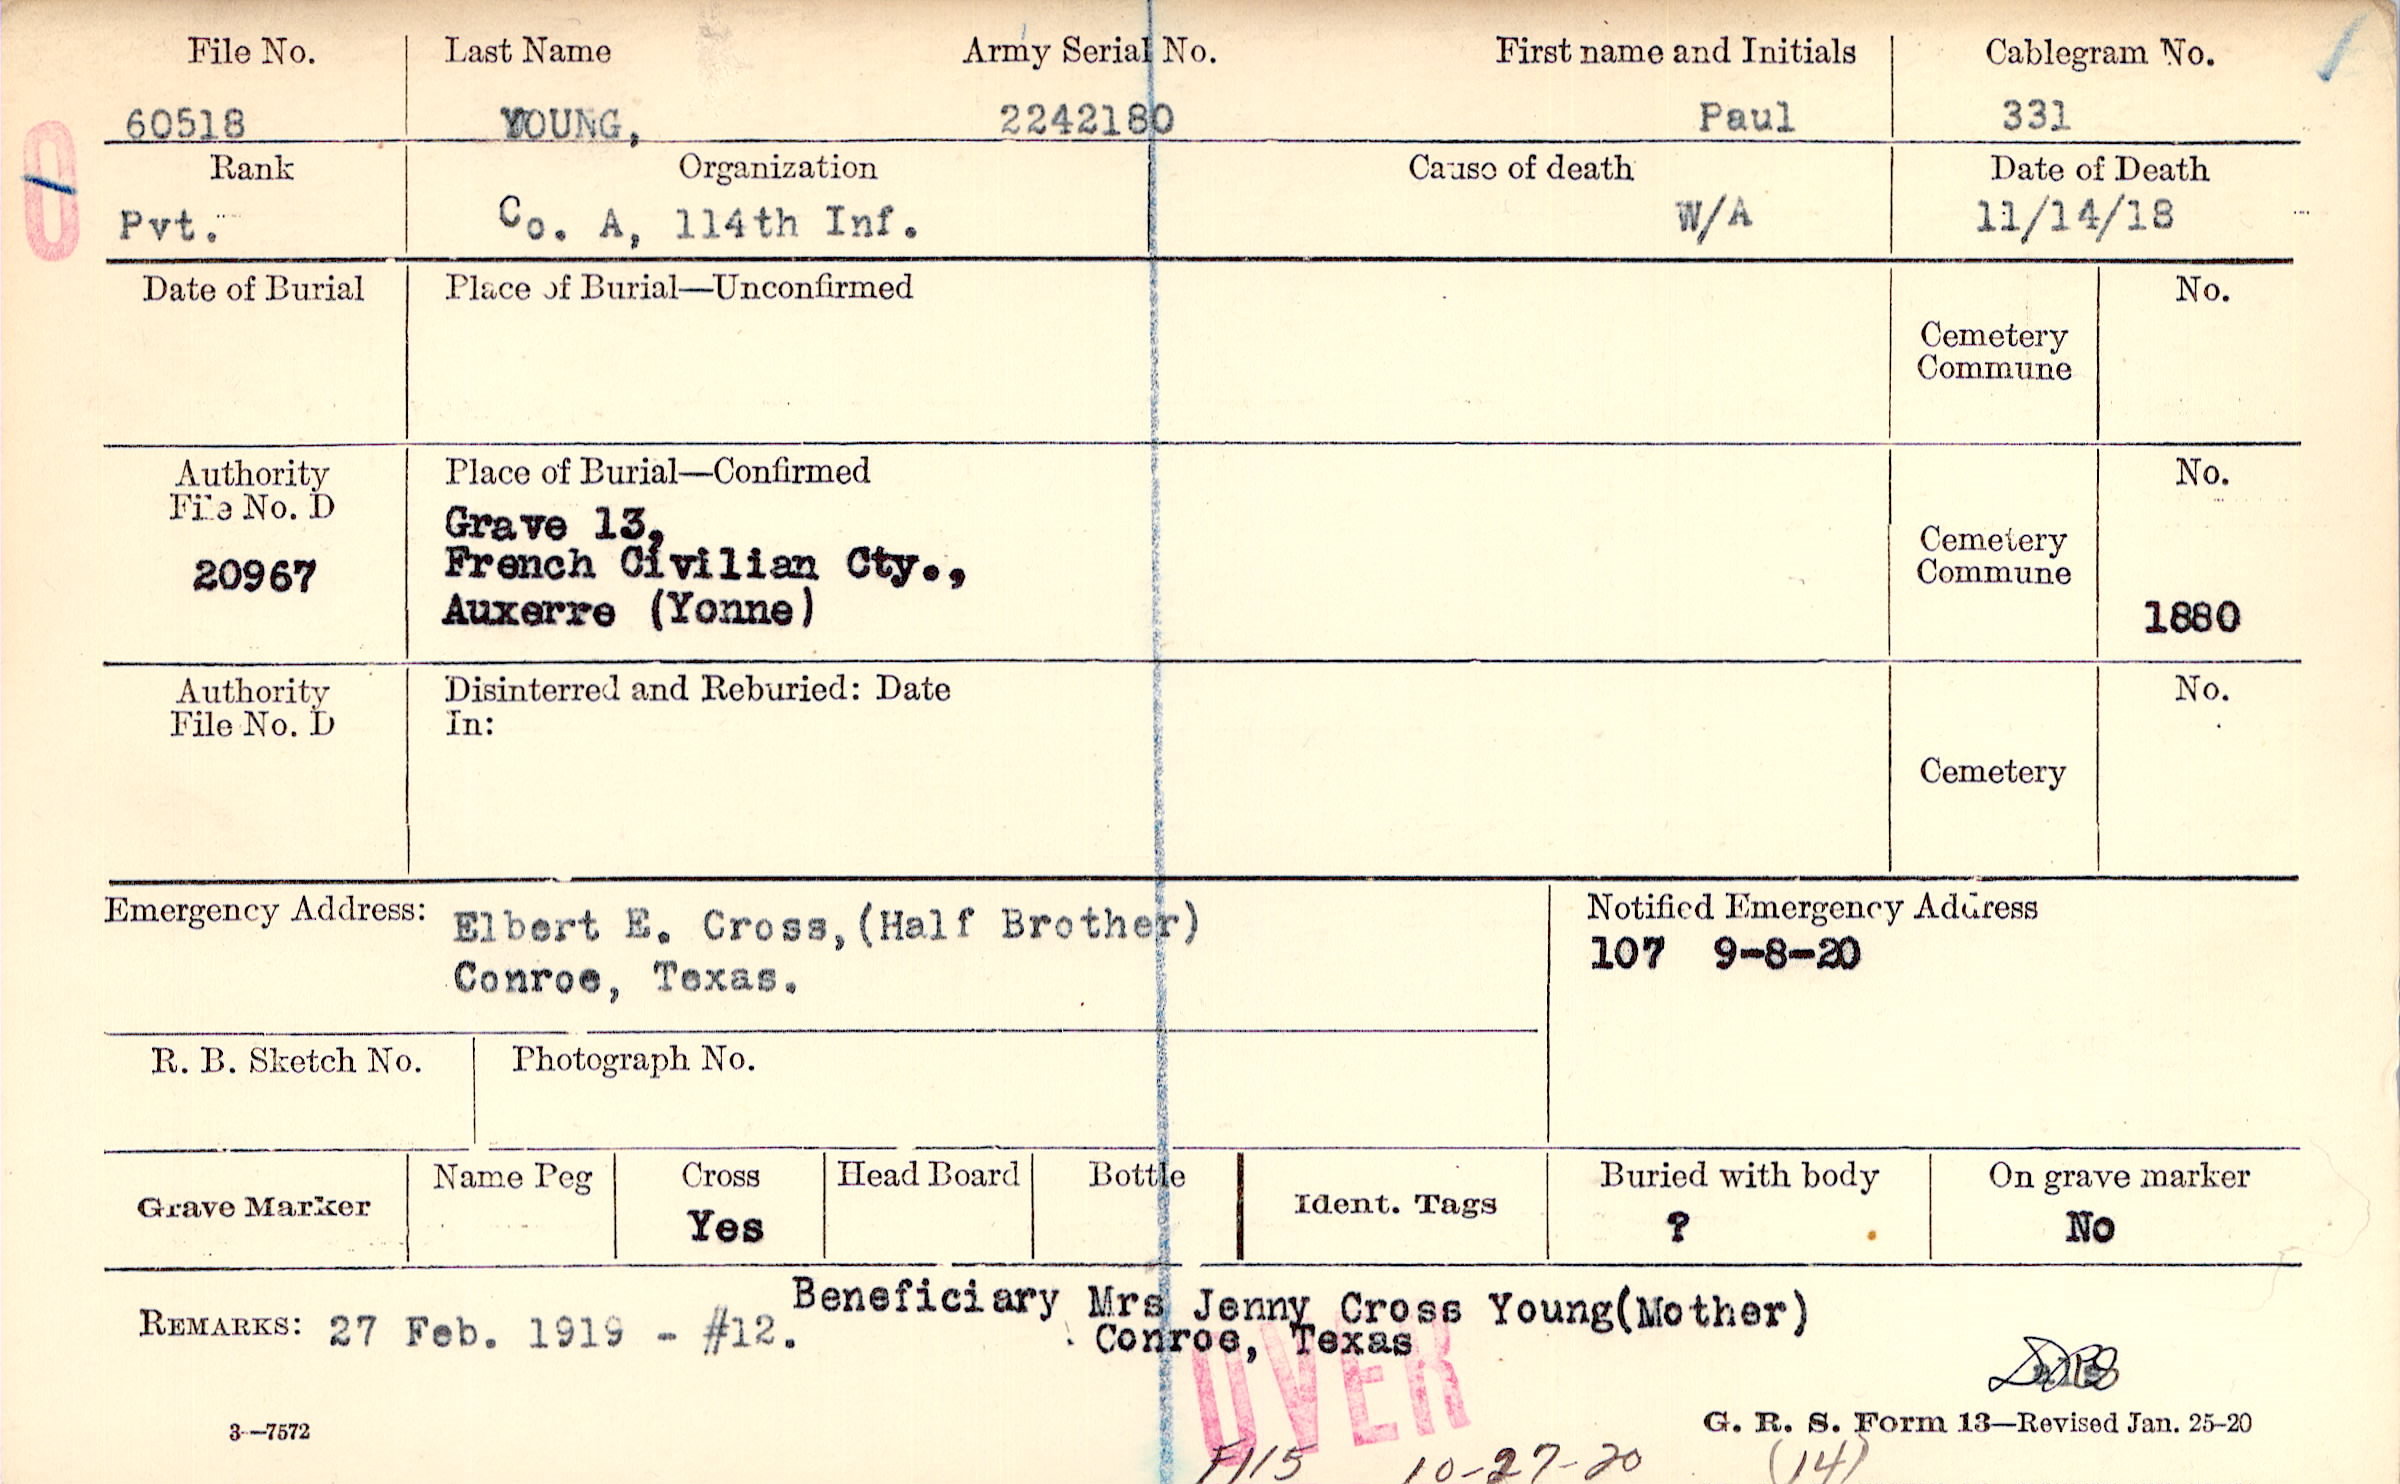 File No. Last Name Army Serial No. First name and Initials Cablegram No.
60518 YOUNG, 2242180 Paul 331
Rank Organization Cause of death Date of Death
Pvt. Co. A, 114th Inf. W/A 11/14/18
Date of Burial Place of Burial—Unconfirmed No.
Cemetery
Commune
Authority Place of Burial—Confirmed No.
File No. D
Grave 13,
French Civilian Cty., Cemetery
20967 Commune
Auxerre (Yonne) 1880
Authority Disinterred and Reburied: Date No.
File No. D In:
Cemetery
Emergency Address: Elbert E. Cross,(Half Brother) Notified Emergency Address
Conroe, Texas. 107 9-8-20
R. B. Sketch No. Photograph No.
Grave Marker Name Peg Cross Head Board Bottle Ident. Tags Buried with body On grave marker
Yes ? No
Beneficiary Mrs Jenny Cross Young(Mother)
REMARKS: 27 Feb. 1919 - #12. Conroe, Texas
OVER
3—7572 G. R. S. Form 13—Revised Jan. 25-20
F115 10-27-20 (14)